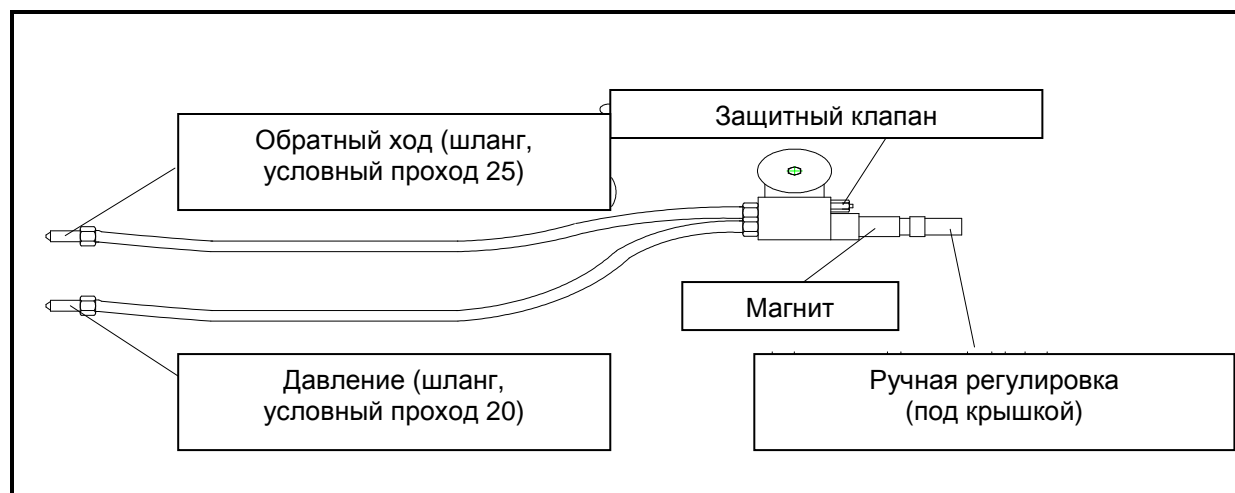 Защитный клапан
Обратный ход (шланг,
условный проход 25)
Магнит
Давление (шланг,
условный проход 20)
Ручная регулировка
(под крышкой)